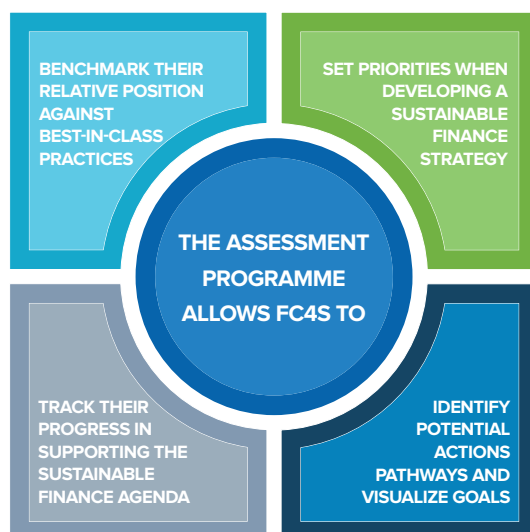 BENCHMARK THEIR
RELATIVE POSITION
AGAINST
BEST-IN-CLASS
PRACTICES
SET PRIORITIES WHEN
DEVELOPING A
SUSTAINABLE
FINANCE
STRATEGY
THE ASSESSMENT
PROGRAMME
ALLOWS FC4S TO
TRACK THEIR
PROGRESS IN
SUPPORTING THE
SUSTAINABLE
FINANCE AGENDA
IDENTIFY
POTENTIAL
ACTIONS
PATHWAYS AND
VISUALIZE GOALS